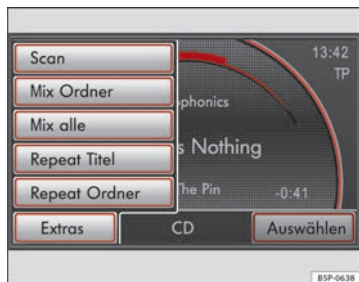 Scan
Mix Ordner
Mix alle
Repeat Titel
Repeat Ordner
Extras
13:42
TP
phonics
s Nothing
The Pin
-0:41
CD
Auswählen
BSP-0638